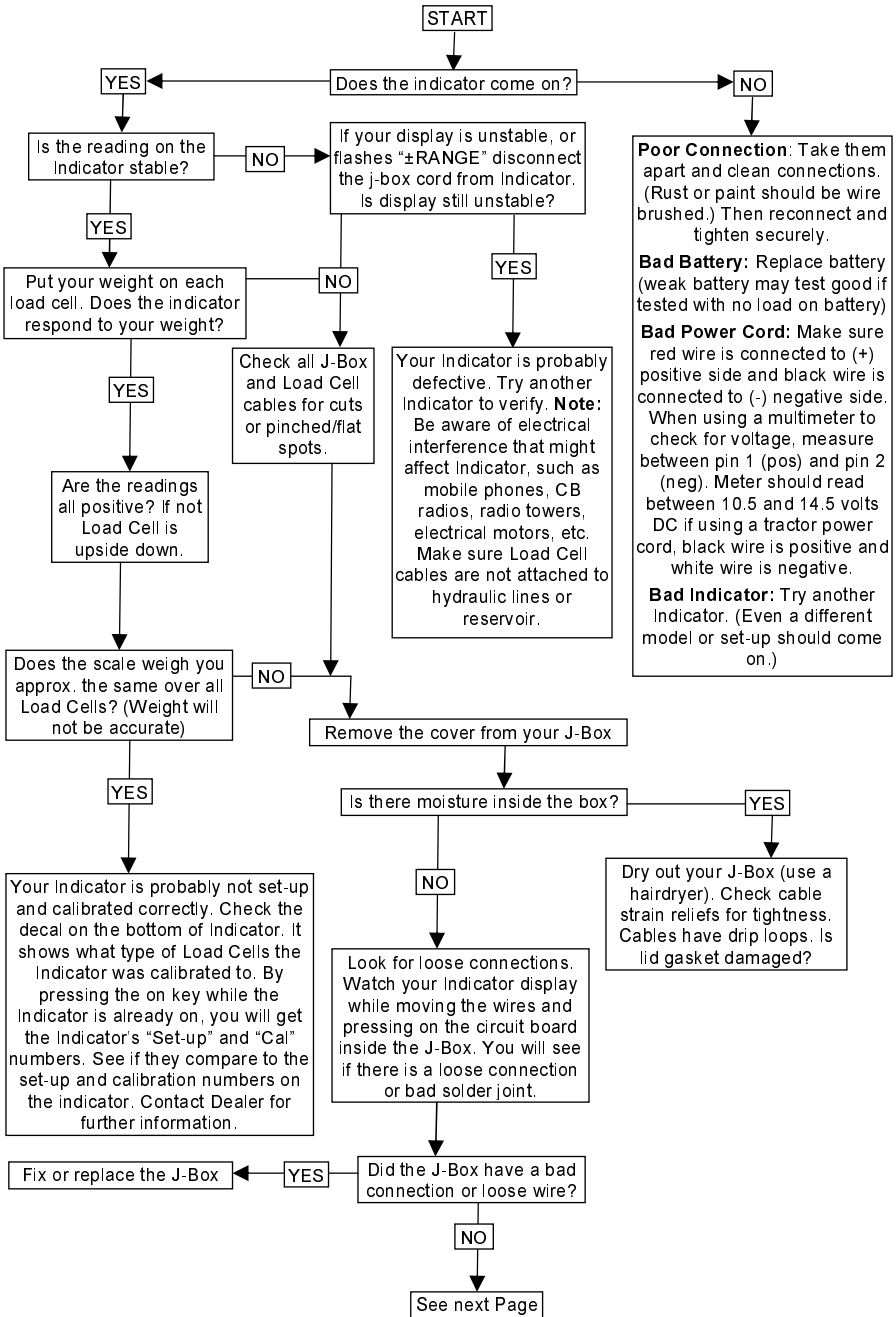 START
Does the indicator come on?
YES
NO
Is the reading on the
Indicator stable?
NO
If your display is unstable, or
flashes “±RANGE” disconnect
the j-box cord from Indicator.
Is display still unstable?
Poor Connection: Take them
apart and clean connections.
(Rust or paint should be wire
brushed.) Then reconnect and
tighten securely.
Bad Battery: Replace battery
(weak battery may test good if
tested with no load on battery)
Bad Power Cord: Make sure
red wire is connected to (+)
positive side and black wire is
connected to (-) negative side.
When using a multimeter to
check for voltage, measure
between pin 1 (pos) and pin 2
(neg). Meter should read
between 10.5 and 14.5 volts
DC if using a tractor power
cord, black wire is positive and
white wire is negative.
Bad Indicator: Try another
Indicator. (Even a different
model or set-up should come
on.)
YES
YES
Put your weight on each
load cell. Does the indicator
respond to your weight?
NO
Check all J-Box
and Load Cell
cables for cuts
or pinched/flat
spots.
Your Indicator is probably
defective. Try another
Indicator to verify. Note:
Be aware of electrical
interference that might
affect Indicator, such as
mobile phones, CB
radios, radio towers,
electrical motors, etc.
Make sure Load Cell
cables are not attached to
hydraulic lines or
reservoir.
YES
Are the readings
all positive? If not
Load Cell is
upside down.
Does the scale weigh you
approx. the same over all
Load Cells? (Weight will
not be accurate)
NO
Remove the cover from your J-Box
YES
Is there moisture inside the box?
YES
NO
Dry out your J-Box (use a
hairdryer). Check cable
strain reliefs for tightness.
Cables have drip loops. Is
lid gasket damaged?
Your Indicator is probably not set-up
and calibrated correctly. Check the
decal on the bottom of Indicator. It
shows what type of Load Cells the
Indicator was calibrated to. By
pressing the on key while the
Indicator is already on, you will get
the Indicator’s “Set-up” and “Cal”
numbers. See if they compare to the
set-up and calibration numbers on
the indicator. Contact Dealer for
further information.
Look for loose connections.
Watch your Indicator display
while moving the wires and
pressing on the circuit board
inside the J-Box. You will see
if there is a loose connection
or bad solder joint.
Did the J-Box have a bad
connection or loose wire?
YES
Fix or replace the J-Box
NO
See next Page